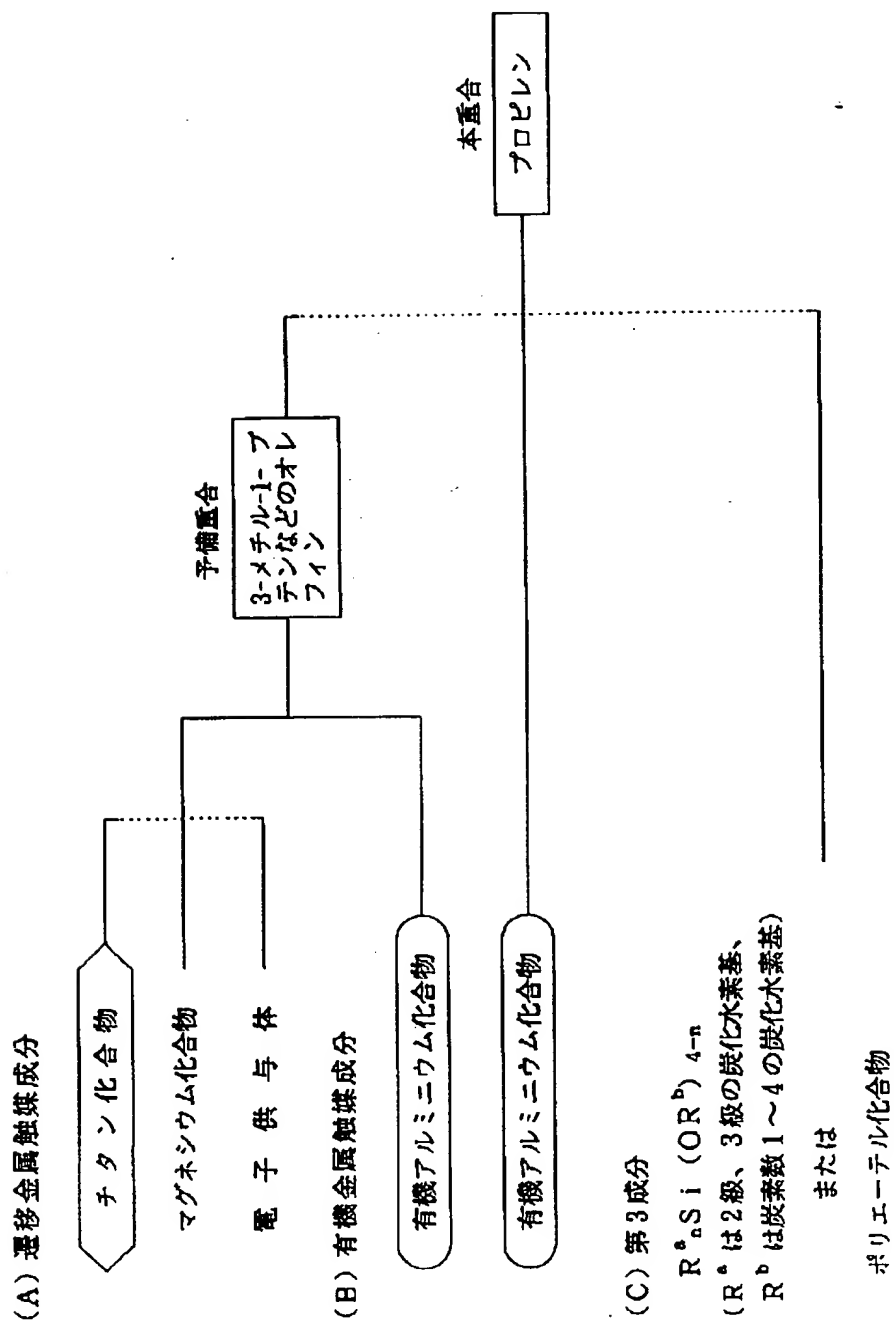 (A) 遷移金属触媒成分
チタン化合物
マグネシウム化合物
電子供与体
(B) 有機金属触媒成分
有機アルミニウム化合物
有機アルミニウム化合物
(C) 第3成分
RᵃₙSi (ORᵇ)₄₋ₙ
(Rᵃは2級、3級の炭化水素基、
Rᵇは炭素数1〜4の炭化水素基)
または
ポリエーテル化合物
予備重合
3-メチル-1-ブ
テンなどのオレ
フィン
本重合
プロピレン